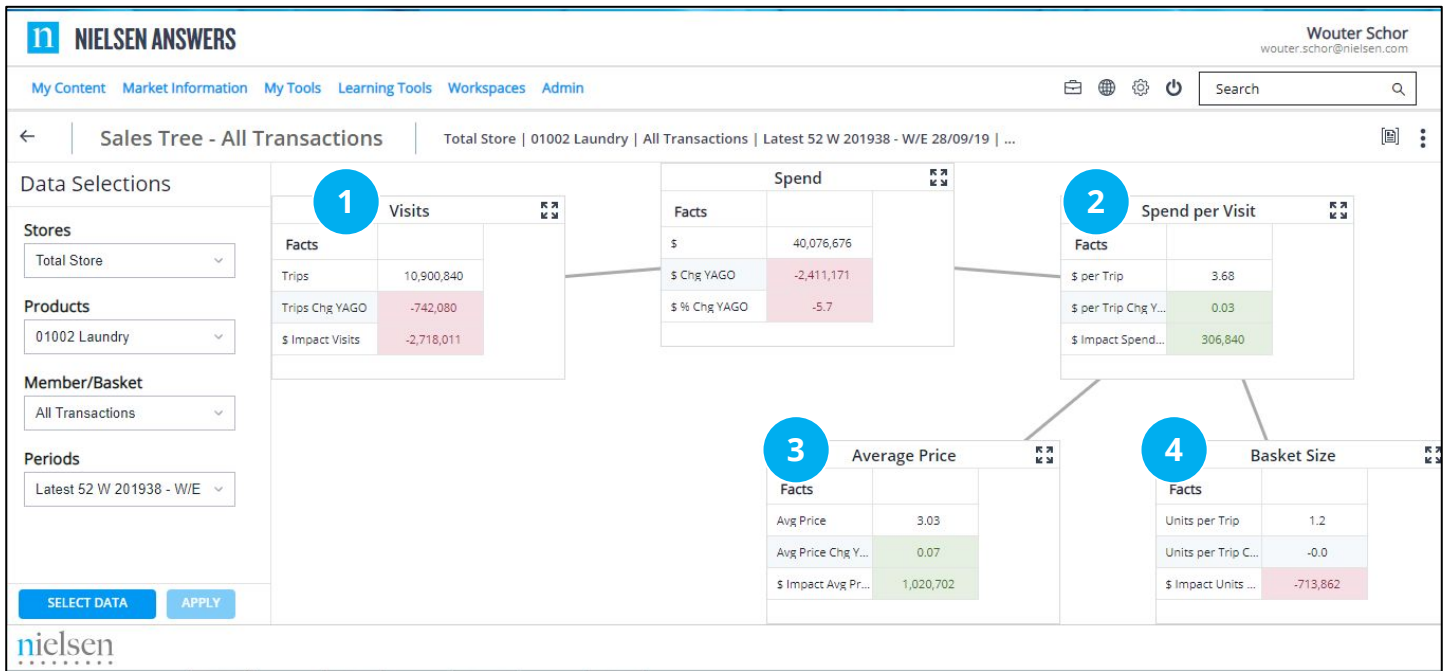 n NIELSEN ANSWERS
Wouter Schor
wouter.schor@nielsen.com
My Content Market Information My Tools Learning Tools Workspaces Admin
Search
Sales Tree - All Transactions
Total Store | 01002 Laundry | All Transactions | Latest 52 W 201938 - W/E 28/09/19 | ...
Data Selections
Stores
Total Store
Products
01002 Laundry
Member/Basket
All Transactions
Periods
Latest 52 W 201938 - W/E
SELECT DATA APPLY
1
Visits
Facts
Trips 10,900,840
Trips Chg YAGO -742,080
$ Impact Visits -2,718,011
Spend
Facts
$ 40,076,676
$ Chg YAGO -2,411,171
$ % Chg YAGO -5.7
2
Spend per Visit
Facts
$ per Trip 3.68
$ per Trip Chg Y... 0.03
$ Impact Spend... 306,840
3
Average Price
Facts
Avg Price 3.03
Avg Price Chg Y... 0.07
$ Impact Avg Pr... 1,020,702
4
Basket Size
Facts
Units per Trip 1.2
Units per Trip C... -0.0
$ Impact Units ... -713,862
nielsen